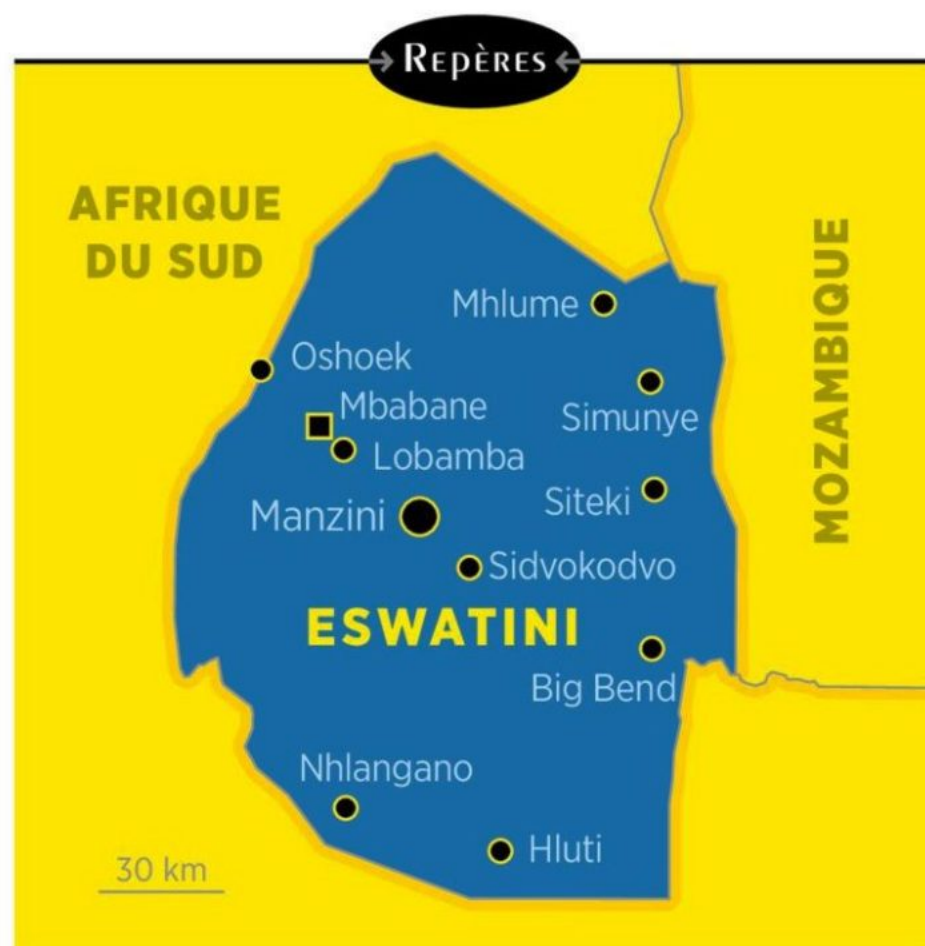 REPÈRES
AFRIQUE
DU SUD
MOZAMBIQUE
Mhlume
Oshoek
Mbabane
Simunye
Lobamba
Siteki
Manzini
Sidvokodvo
ESWATINI
Big Bend
Nhlangano
Hluti
30 km